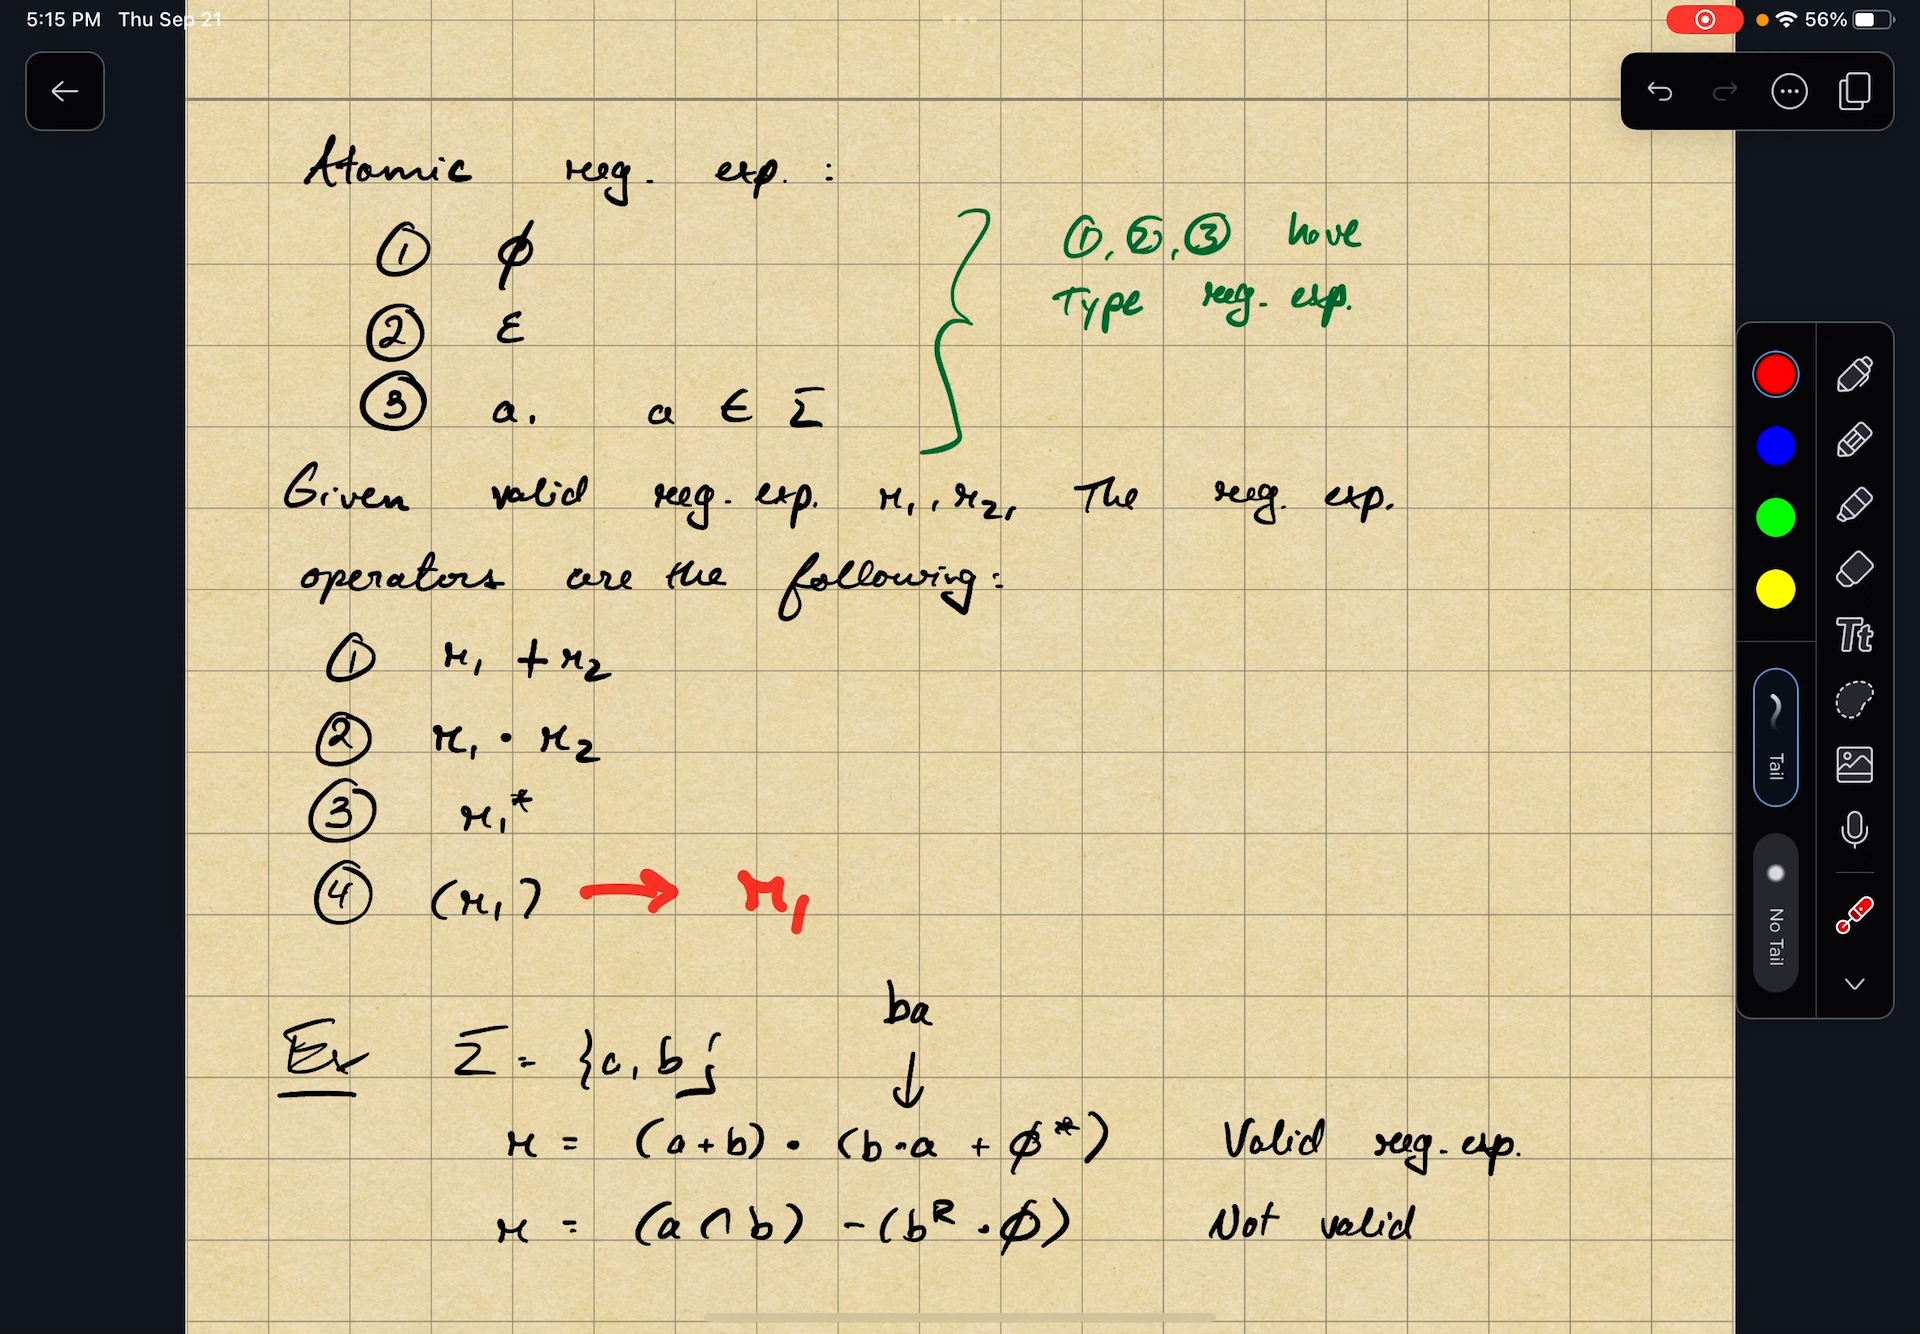 5:15 PM Thu Sep 21
56%
Atomic reg. exp. :
① φ
② ε
③ a. a ∈ Σ
①, ②, ③ have
Type reg. exp.
Given valid reg. exp. r₁, r₂, The reg. exp.
operators are the following:
① r₁ + r₂
② r₁ · r₂
③ r₁*
④ (r₁) → r₁
ba
↓
Ex Σ = {a, b}
r = (a + b) · (b·a + φ*) Valid reg. exp.
r = (a ∩ b) - (bᴿ · φ) Not valid
Tt
Tail
No Tail